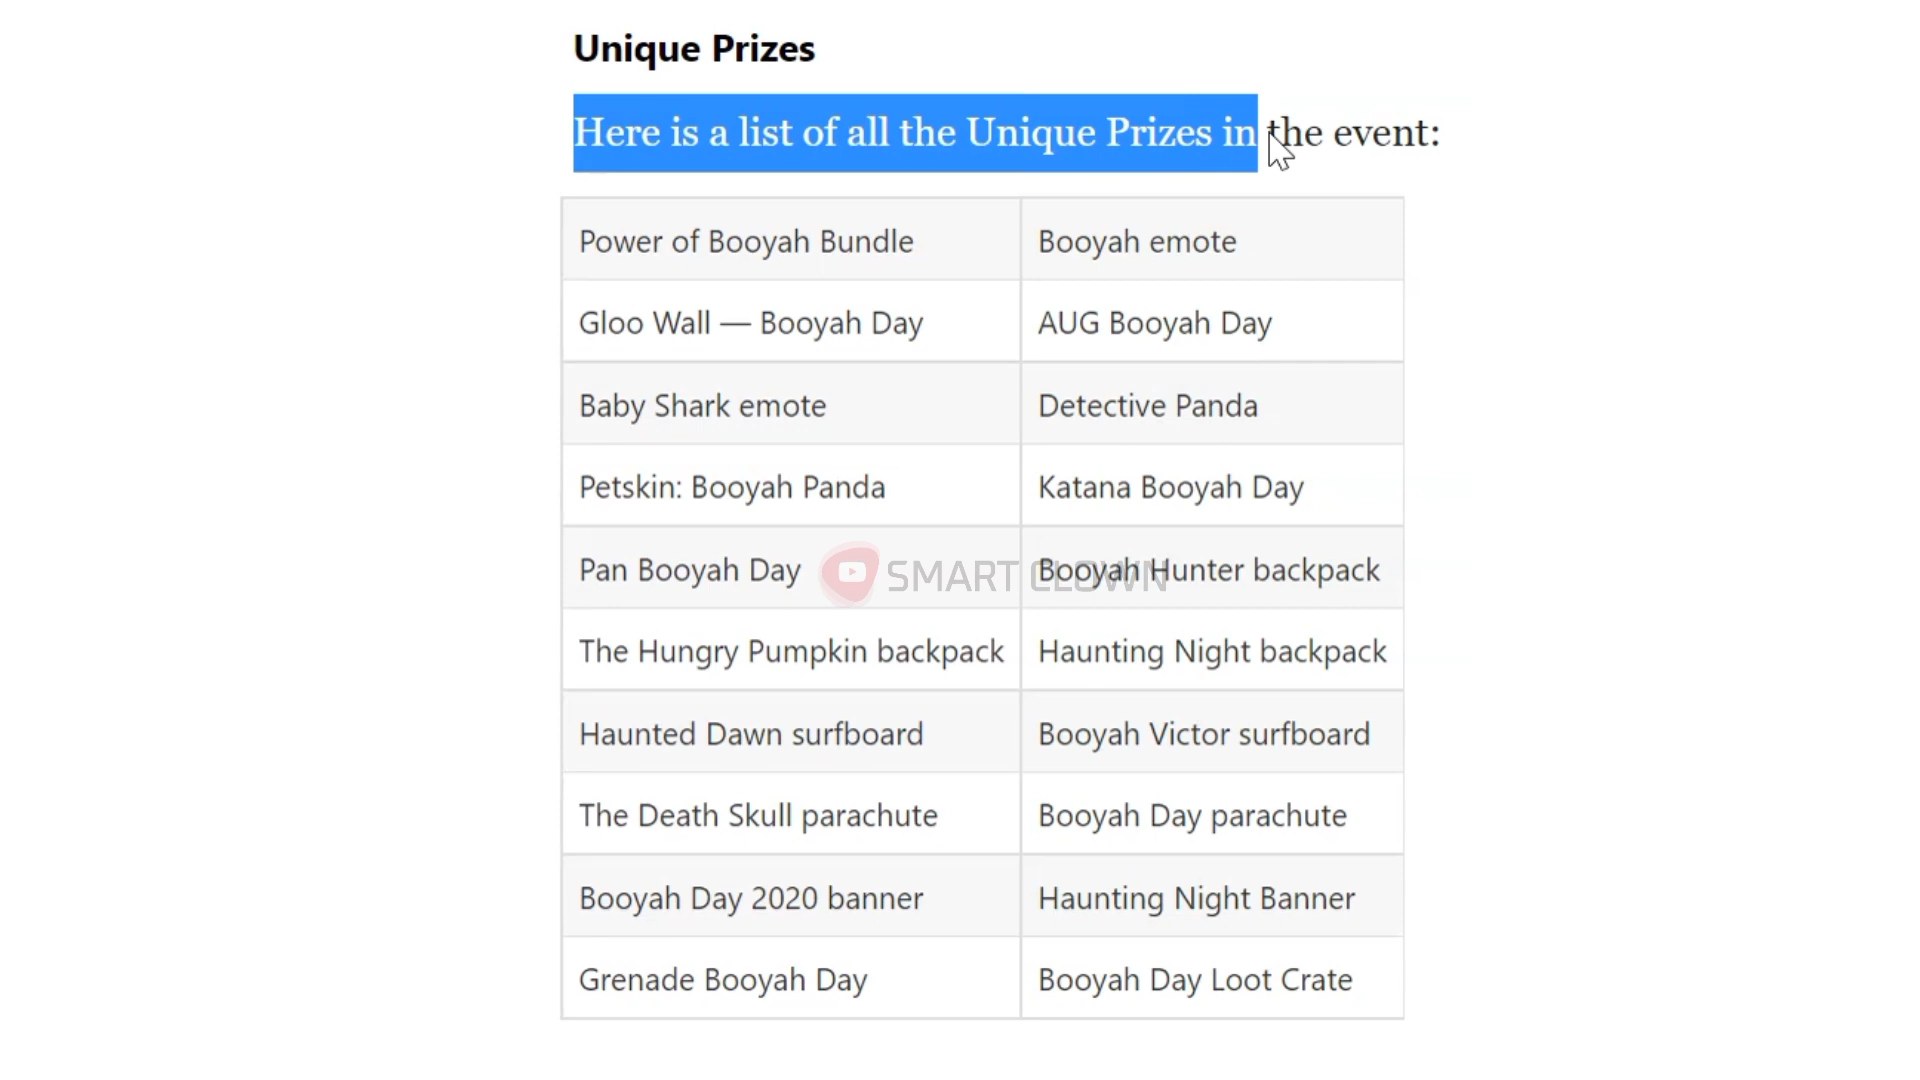 Unique Prizes
Here is a list of all the Unique Prizes in the event:
Power of Booyah Bundle Booyah emote
Gloo Wall — Booyah Day AUG Booyah Day
Baby Shark emote Detective Panda
Petskin: Booyah Panda Katana Booyah Day
Pan Booyah Day Booyah Hunter backpack
SMART CLOWN
The Hungry Pumpkin backpack Haunting Night backpack
Haunted Dawn surfboard Booyah Victor surfboard
The Death Skull parachute Booyah Day parachute
Booyah Day 2020 banner Haunting Night Banner
Grenade Booyah Day Booyah Day Loot Crate